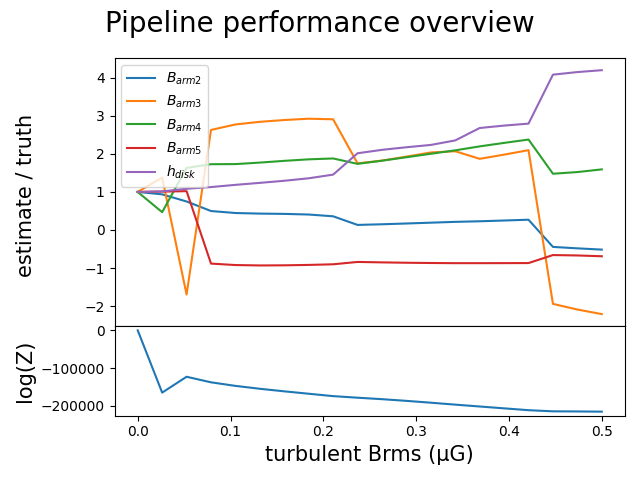 Pipeline performance overview
estimate / truth
4
3
2
1
0
−1
−2
B_arm2
B_arm3
B_arm4
B_arm5
h_disk
log(Z)
0
−100000
−200000
0.0 0.1 0.2 0.3 0.4 0.5
turbulent Brms (μG)